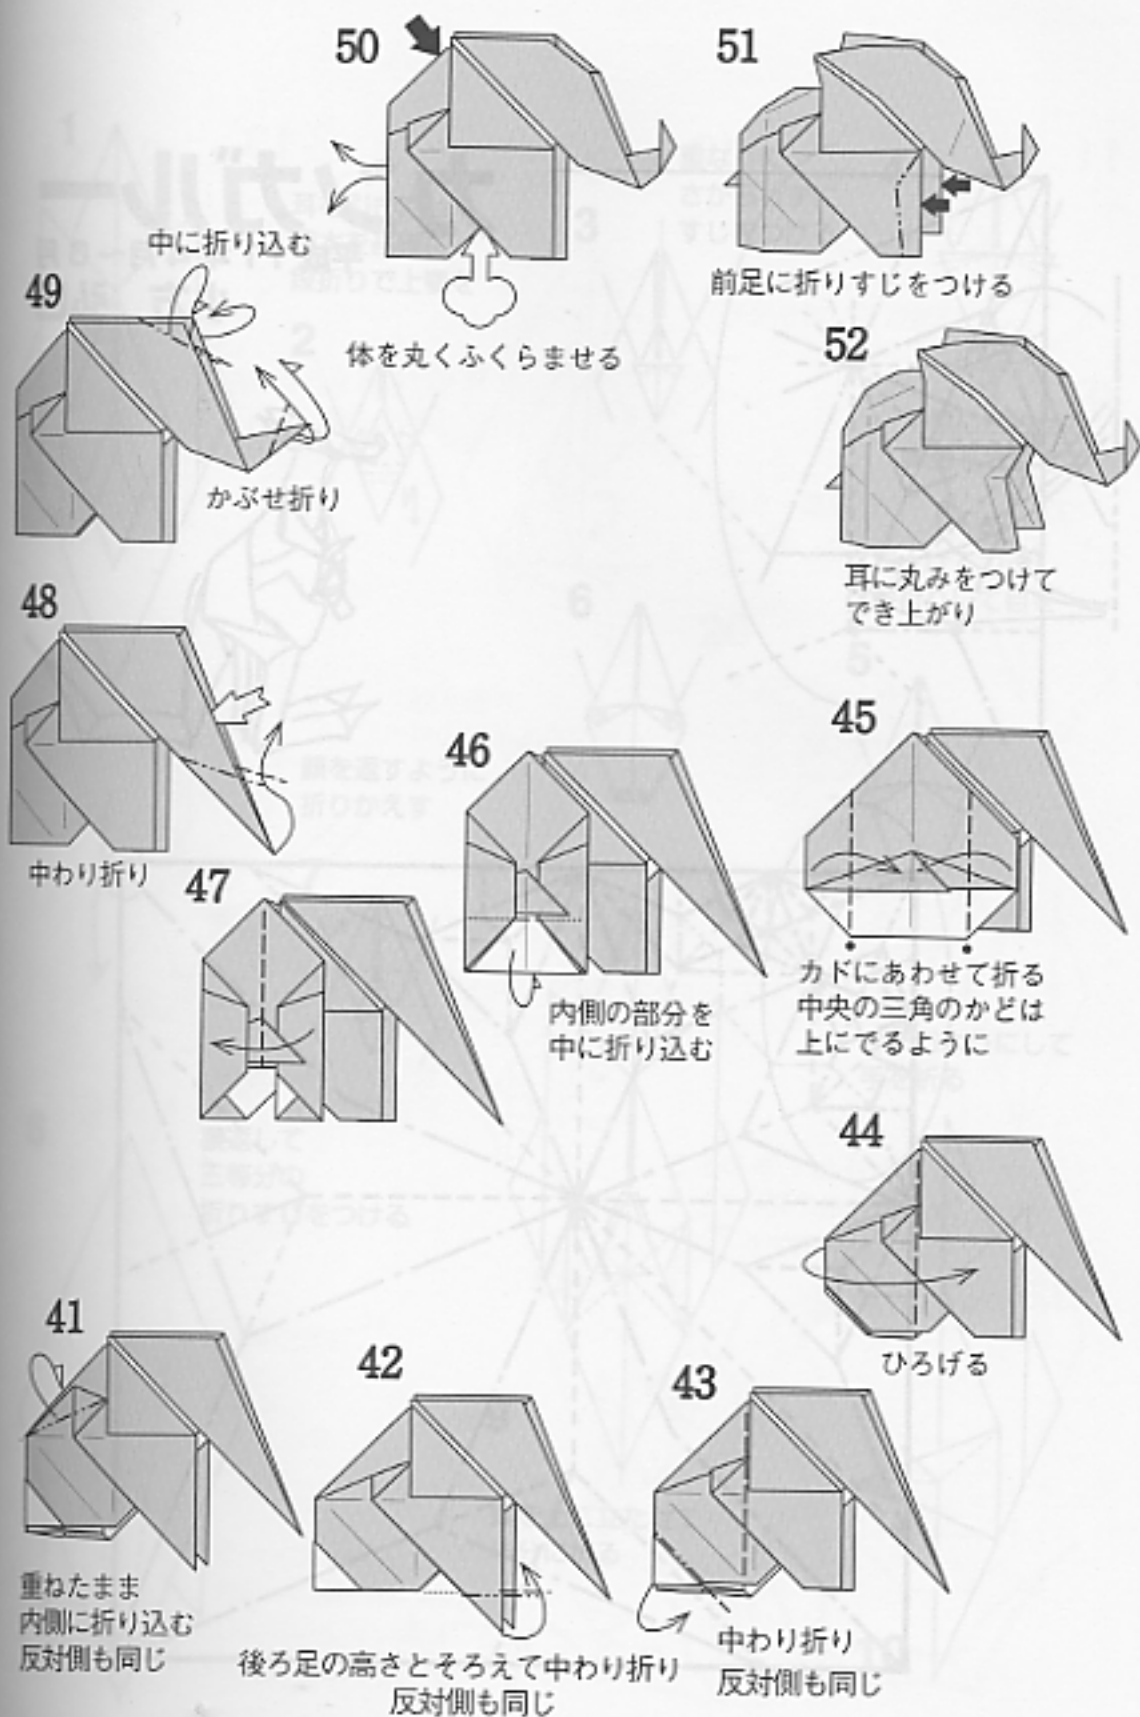 50
体を丸くふくらませる
51
前足に折りすじをつける
49
中に折り込む
かぶせ折り
52
耳に丸みをつけて
でき上がり
48
中わり折り
47
46
内側の部分を
中に折り込む
45
カドにあわせて折る
中央の三角のかどは
上にでるように
44
ひろげる
41
重ねたまま
内側に折り込む
反対側も同じ
42
後ろ足の高さとそろえて中わり折り
反対側も同じ
43
中わり折り
反対側も同じ